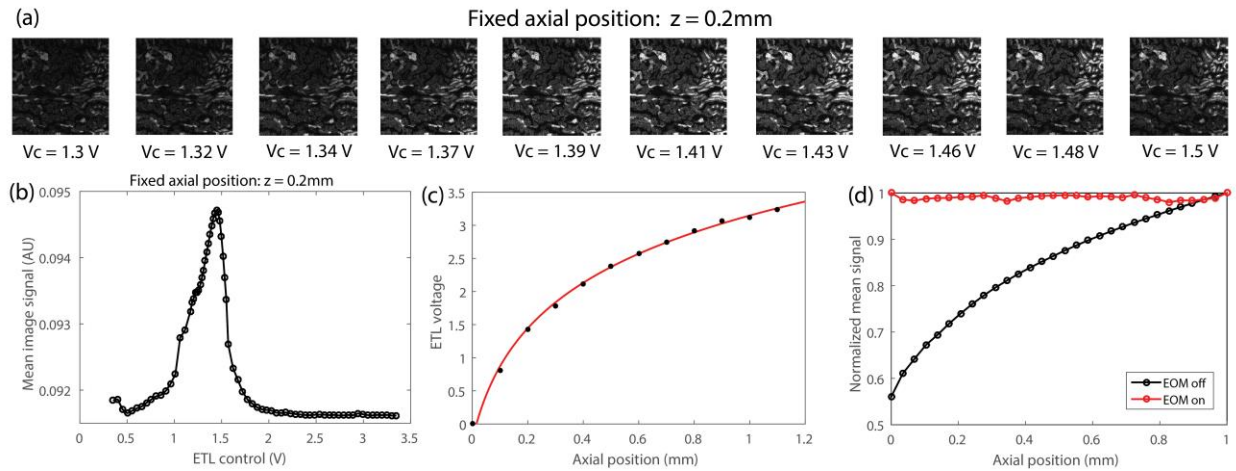 (a)
Fixed axial position: z = 0.2mm
Vc = 1.3 V Vc = 1.32 V Vc = 1.34 V Vc = 1.37 V Vc = 1.39 V Vc = 1.41 V Vc = 1.43 V Vc = 1.46 V Vc = 1.48 V Vc = 1.5 V
(b)
Fixed axial position: z = 0.2mm
Mean image signal (AU)
0.095
0.094
0.093
0.092
0 0.5 1 1.5 2 2.5 3 3.5
ETL control (V)
(c)
ETL voltage
3.5
3
2.5
2
1.5
1
0.5
0
0 0.2 0.4 0.6 0.8 1 1.2
Axial position (mm)
(d)
Normalized mean signal
1
0.9
0.8
0.7
0.6
0.5
EOM off
EOM on
0 0.2 0.4 0.6 0.8 1
Axial position (mm)